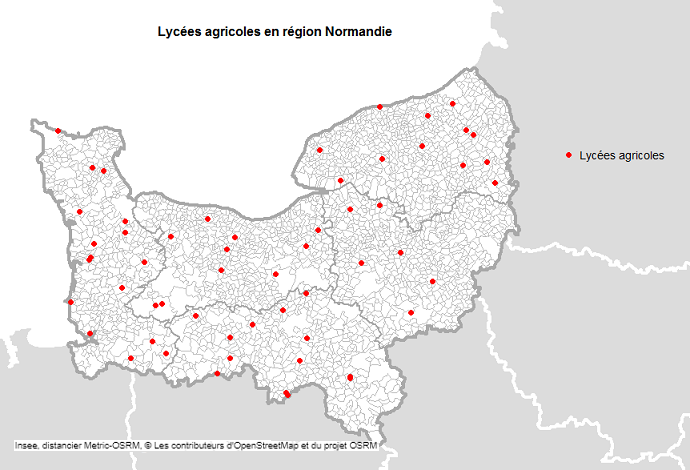 Lycées agricoles en région Normandie
Lycées agricoles
Insee, distancier Metric-OSRM, © Les contributeurs d'OpenStreetMap et du projet OSRM